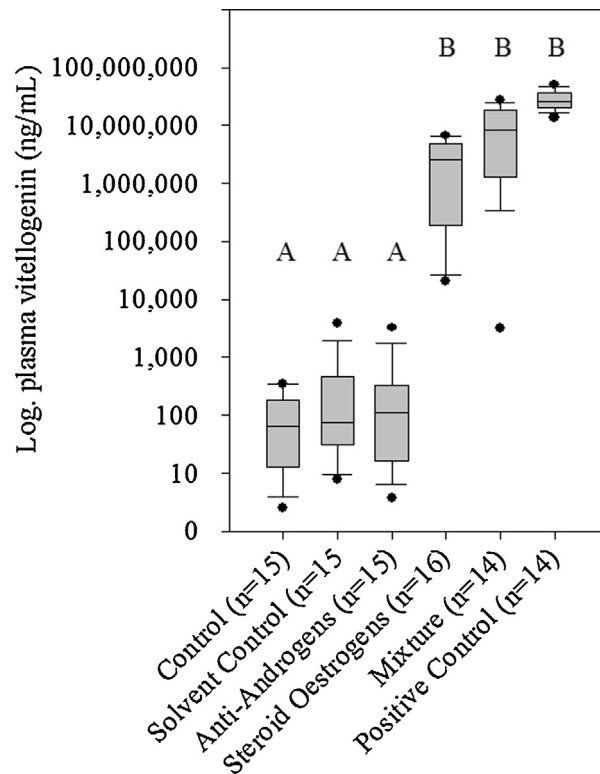 Log. plasma vitellogenin (ng/mL)
100,000,000
10,000,000
1,000,000
100,000
10,000
1,000
100
10
0
A
A
A
B
B
B
Control (n=15)
Solvent Control (n=15
Anti-Androgens (n=15)
Steroid Oestrogens (n=16)
Mixture (n=14)
Positive Control (n=14)